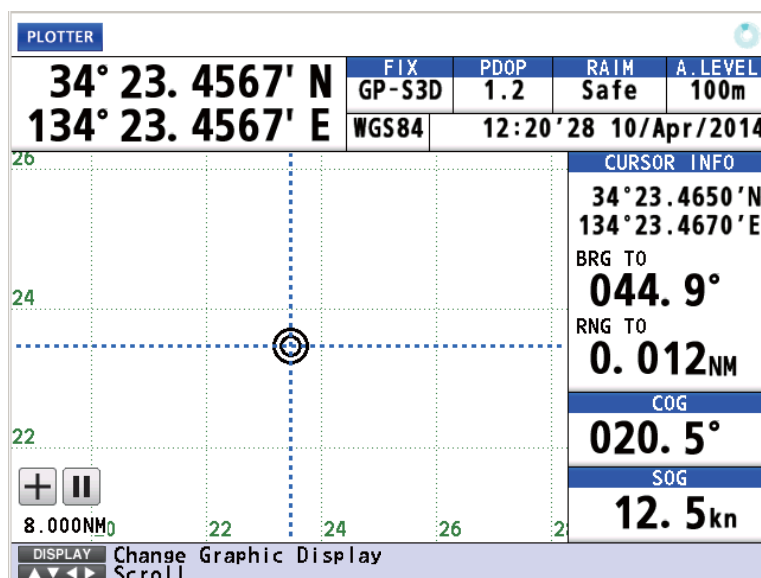 PLOTTER
34° 23. 4567' N
134° 23. 4567' E
FIX PDOP RAIM A.LEVEL
GP-S3D 1.2 Safe 100m
WGS84 12:20'28 10/Apr/2014
CURSOR INFO
34°23.4650'N
134°23.4670'E
BRG TO
044. 9°
RNG TO
0. 012NM
COG
020. 5°
SOG
12. 5kn
26
24
22
8.000NM
22 24 26
DISPLAY Change Graphic Display
Scroll